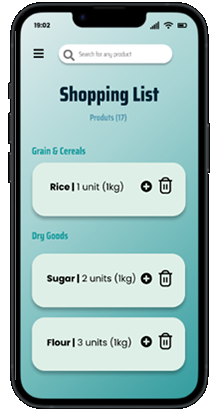 19:02
Search for any product
Shopping List
Produts (17)
Grain & Cereals
Rice | 1 unit (1kg)
Dry Goods
Sugar | 2 units (1kg)
Flour | 3 units (1kg)